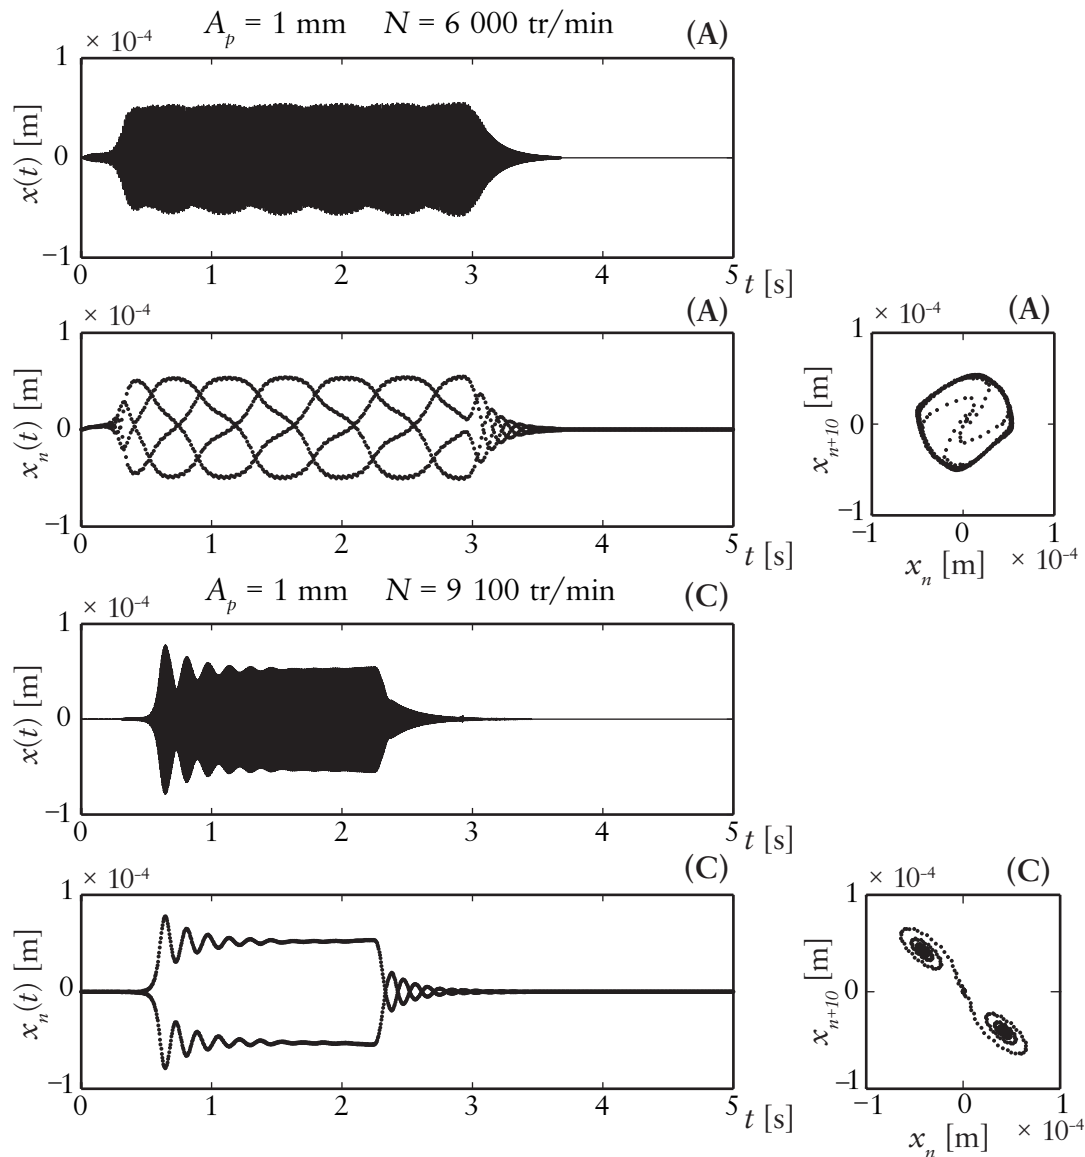 A_p = 1 mm N = 6 000 tr/min (A)
× 10⁻⁴
1
x(t) [m]
0
−1
0 1 2 3 4 5 t [s]
× 10⁻⁴ (A)
1
x_n(t) [m]
0
−1
0 1 2 3 4 5 t [s]
× 10⁻⁴ (A)
1
x_{n+10} [m]
0
−1
−1 0 1
x_n [m] × 10⁻⁴
A_p = 1 mm N = 9 100 tr/min (C)
× 10⁻⁴
1
x(t) [m]
0
−1
0 1 2 3 4 5 t [s]
× 10⁻⁴ (C)
1
x_n(t) [m]
0
−1
0 1 2 3 4 5 t [s]
× 10⁻⁴ (C)
1
x_{n+10} [m]
0
−1
−1 0 1
x_n [m] × 10⁻⁴